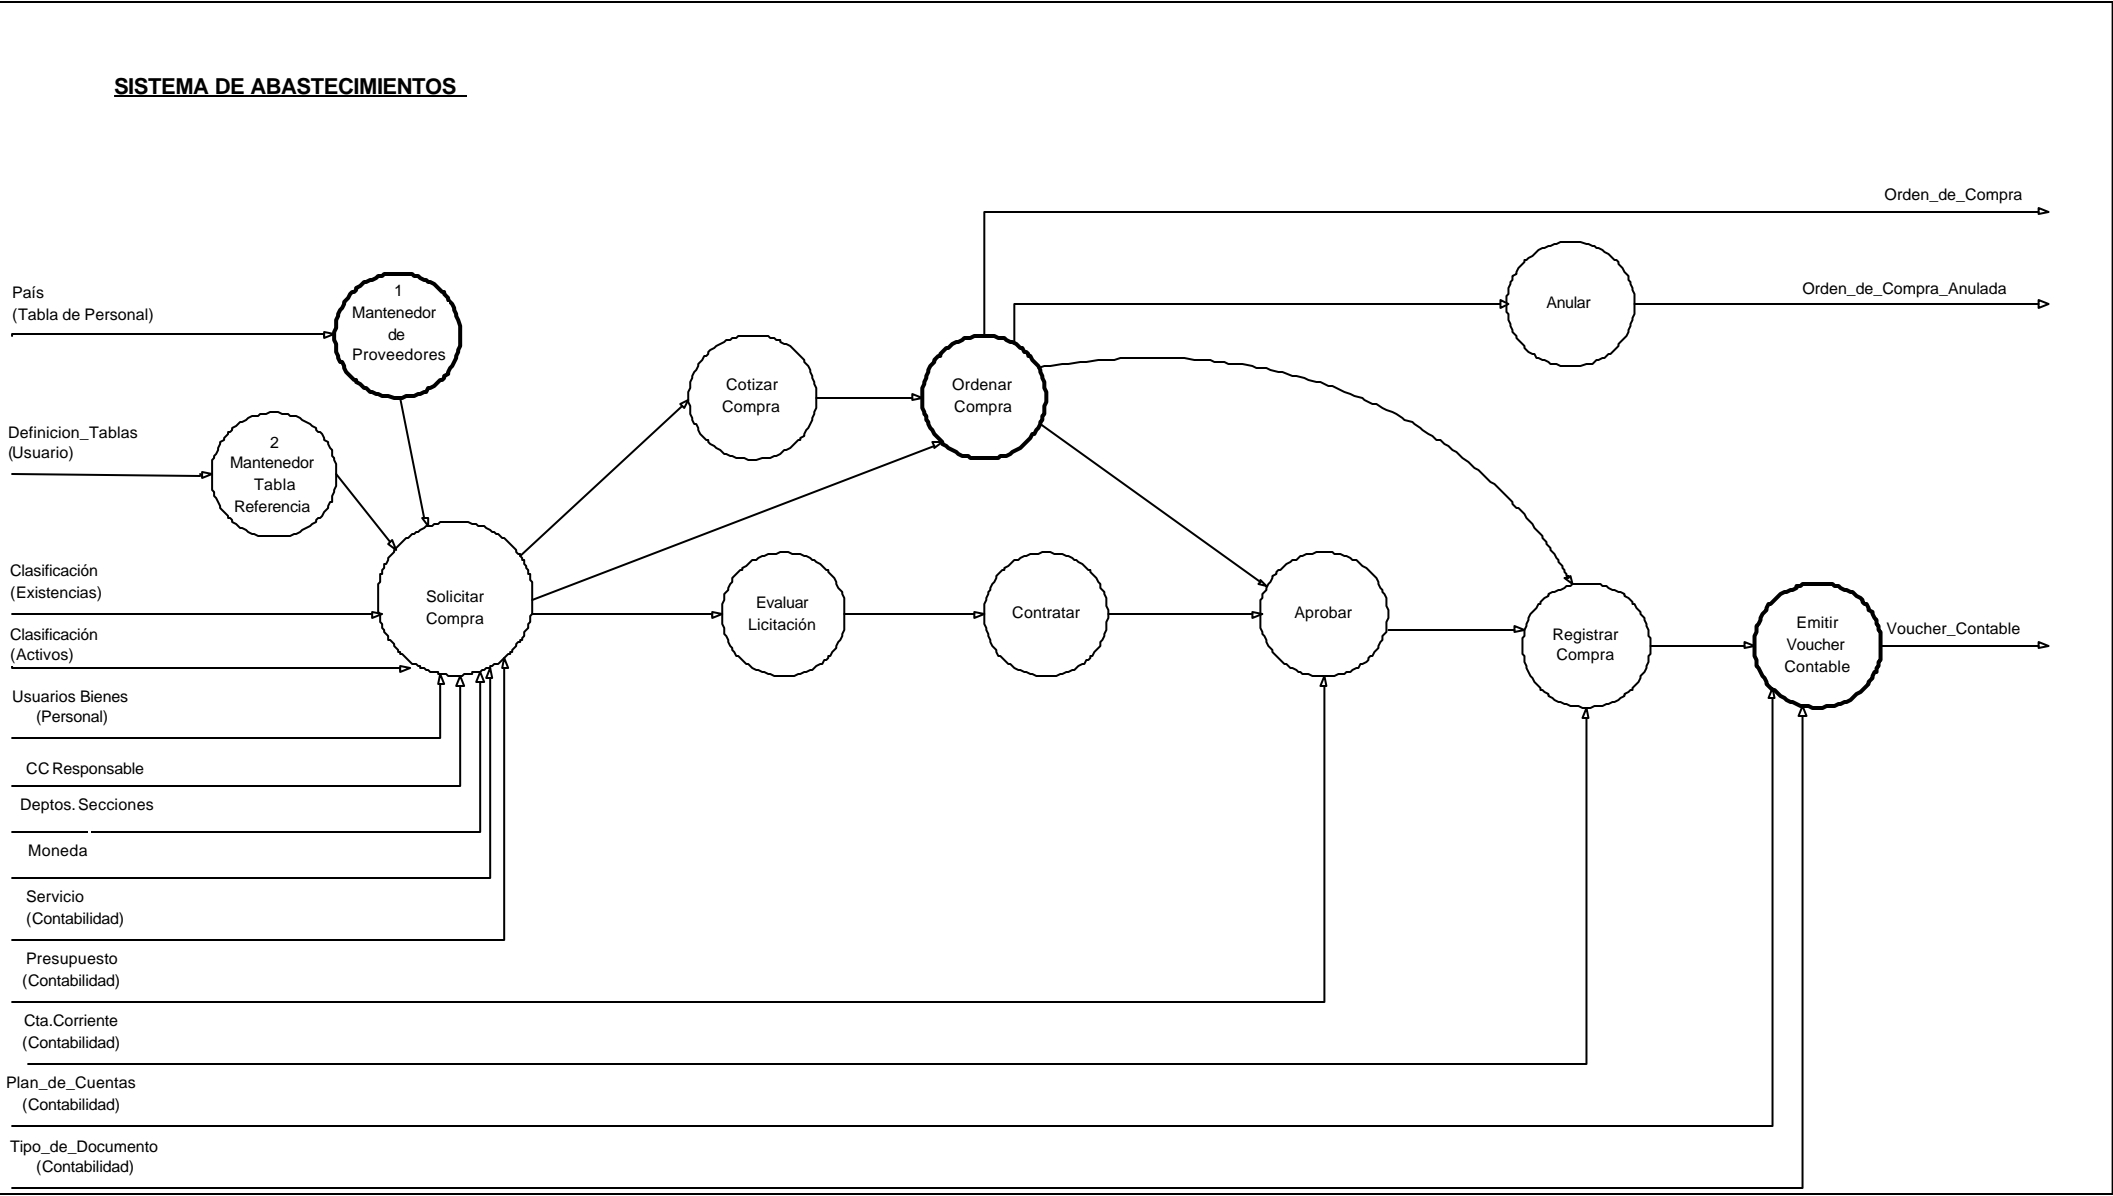 SISTEMA DE ABASTECIMIENTOS
Orden_de_Compra
País
(Tabla de Personal)
1
Mantenedor
de
Proveedores
Anular
Orden_de_Compra_Anulada
Definicion_Tablas
(Usuario)
2
Mantenedor
Tabla
Referencia
Cotizar
Compra
Ordenar
Compra
Clasificación
(Existencias)
Solicitar
Compra
Evaluar
Licitación
Contratar
Aprobar
Registrar
Compra
Emitir
Voucher
Contable
Voucher_Contable
Clasificación
(Activos)
Usuarios Bienes
(Personal)
CC Responsable
Deptos. Secciones
Moneda
Servicio
(Contabilidad)
Presupuesto
(Contabilidad)
Cta.Corriente
(Contabilidad)
Plan_de_Cuentas
(Contabilidad)
Tipo_de_Documento
(Contabilidad)